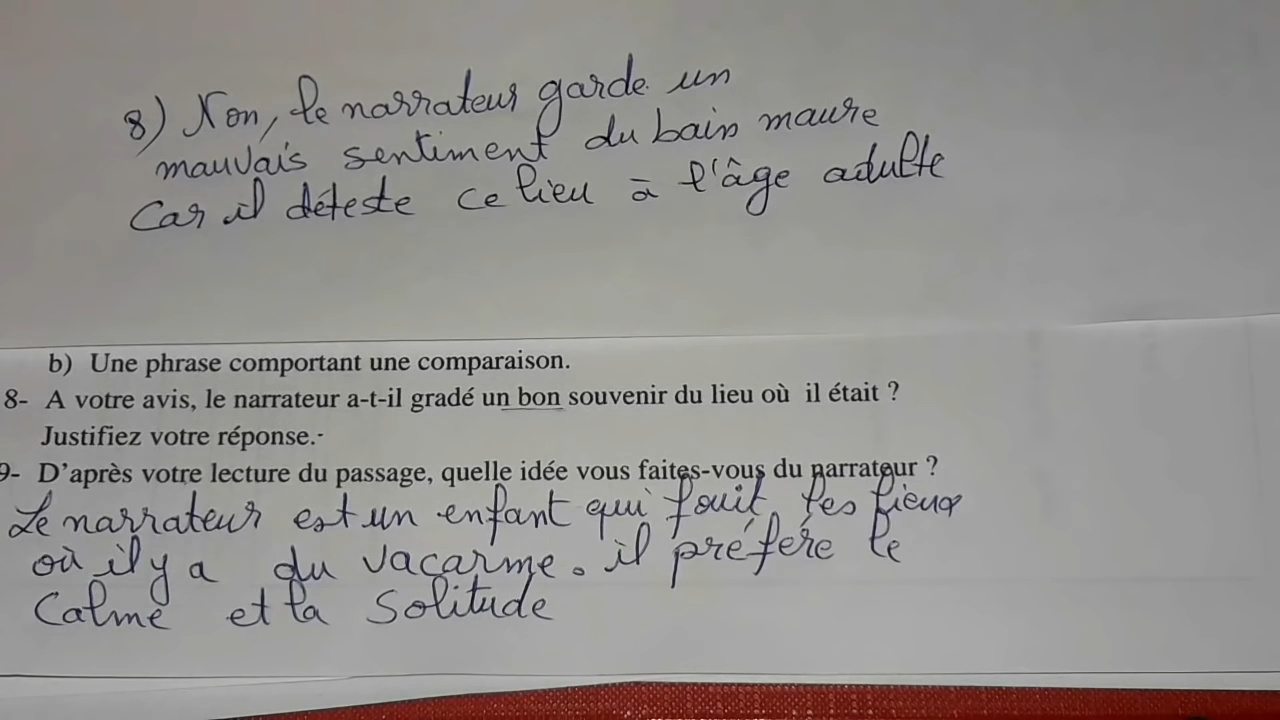 8) Non, le narrateur garde un
mauvais sentiment du bain maure
Car il déteste ce lieu à l'âge adulte
b) Une phrase comportant une comparaison.
8- A votre avis, le narrateur a-t-il gradé un bon souvenir du lieu où il était ?
Justifiez votre réponse.-
9- D'après votre lecture du passage, quelle idée vous faites-vous du narrateur ?
Le narrateur est un enfant qui fouit les lieux
où il y a du vacarme. il préfére le
Calme et la Solitude